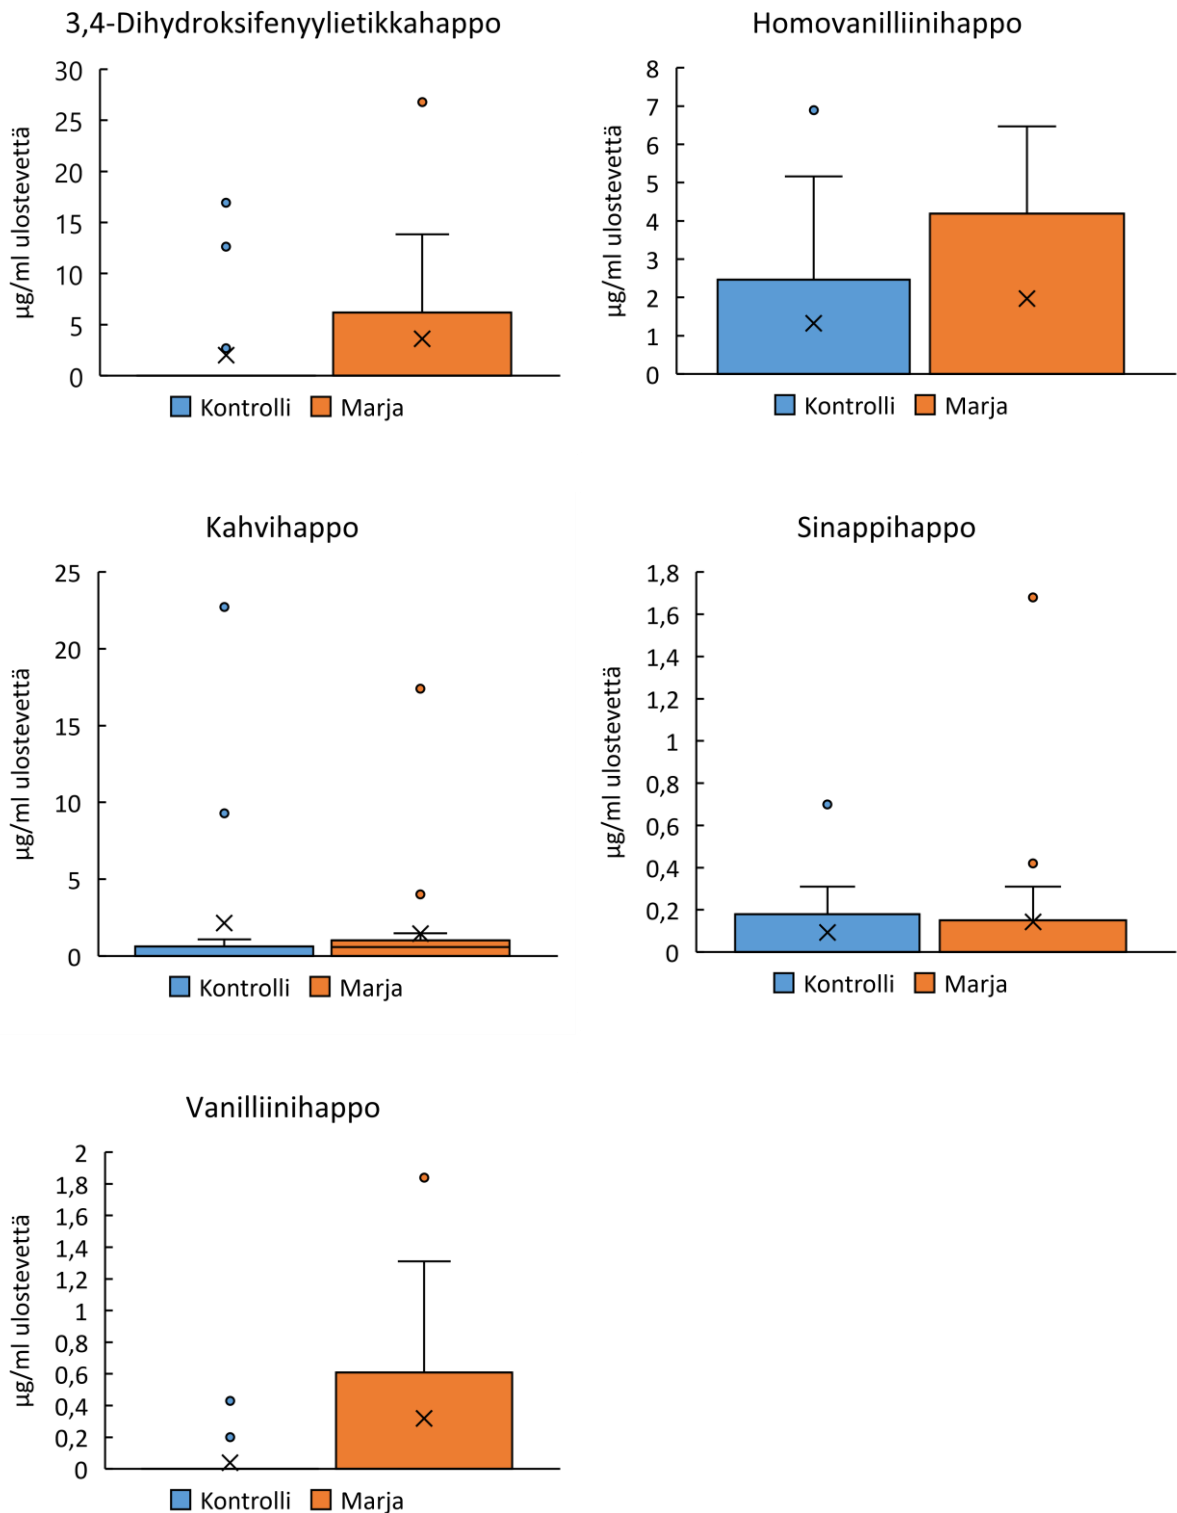 3,4-Dihydroksifenyylietikkahappo
µg/ml ulostevettä
30
25
20
15
10
5
0
Kontrolli Marja
Homovanilliinihappo
µg/ml ulostevettä
8
7
6
5
4
3
2
1
0
Kontrolli Marja
Kahvihappo
µg/ml ulostevettä
25
20
15
10
5
0
Kontrolli Marja
Sinappihappo
µg/ml ulostevettä
1,8
1,6
1,4
1,2
1
0,8
0,6
0,4
0,2
0
Kontrolli Marja
Vanilliinihappo
µg/ml ulostevettä
2
1,8
1,6
1,4
1,2
1
0,8
0,6
0,4
0,2
0
Kontrolli Marja